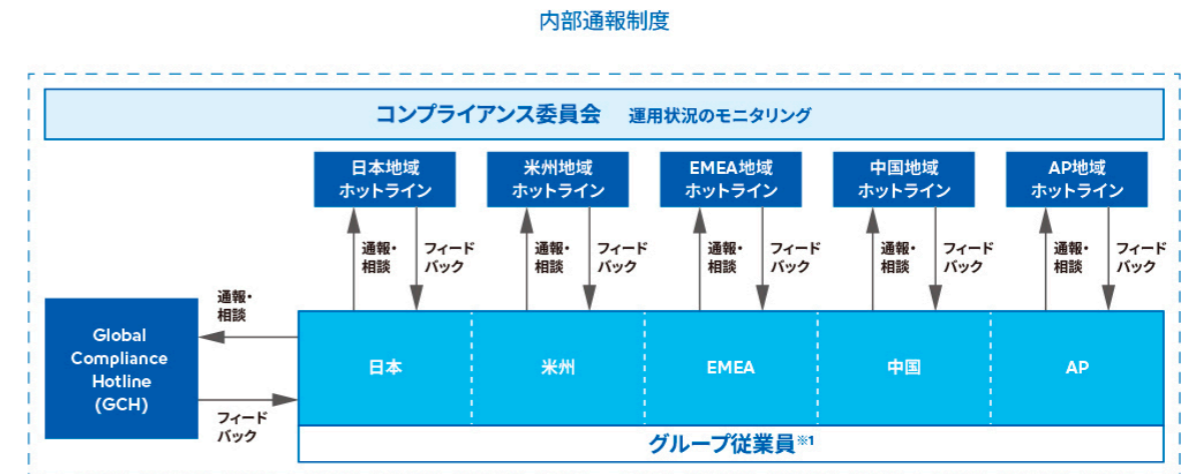 内部通報制度
コンプライアンス委員会 運用状況のモニタリング
日本地域
ホットライン
米州地域
ホットライン
EMEA地域
ホットライン
中国地域
ホットライン
AP地域
ホットライン
通報・
相談
フィード
バック
通報・
相談
フィード
バック
通報・
相談
フィード
バック
通報・
相談
フィード
バック
通報・
相談
フィード
バック
通報・
相談
Global
Compliance
Hotline
(GCH)
フィード
バック
日本
米州
EMEA
中国
AP
グループ従業員※1